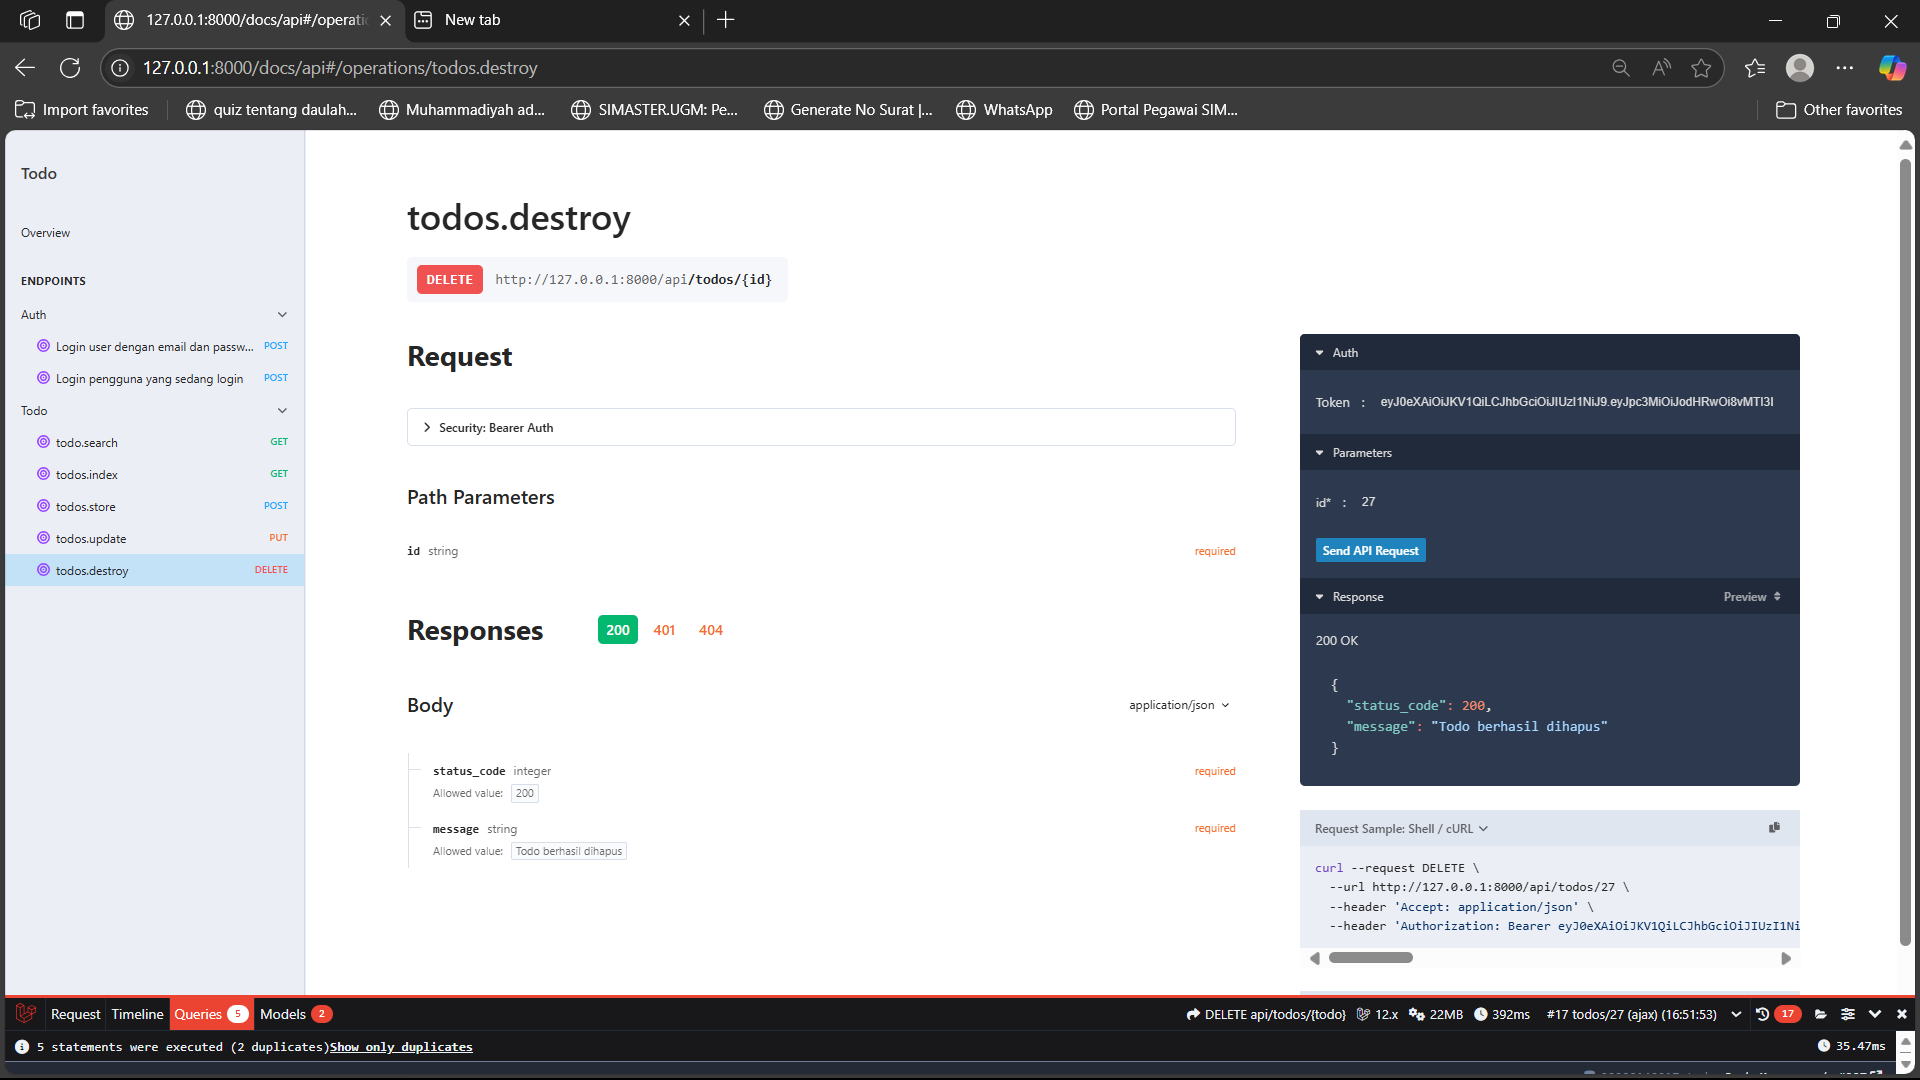 127.0.0.1:8000/docs/api#/operati
New tab
127.0.0.1:8000/docs/api#/operations/todos.destroy
Import favorites
quiz tentang daulah...
Muhammadiyah ad...
SIMASTER.UGM: Pe...
Generate No Surat |...
WhatsApp
Portal Pegawai SIM...
Other favorites
Todo
Overview
ENDPOINTS
Auth
Login user dengan email dan passw... POST
Login pengguna yang sedang login POST
Todo
todo.search GET
todos.index GET
todos.store POST
todos.update PUT
todos.destroy DELETE
todos.destroy
DELETE http://127.0.0.1:8000/api/todos/{id}
Request
Security: Bearer Auth
Path Parameters
id string required
Responses 200 401 404
Body application/json
status_code integer required
Allowed value: 200
message string required
Allowed value: Todo berhasil dihapus
Auth
Token : eyJ0eXAiOiJKV1QiLCJhbGciOiJIUzI1NiJ9.eyJpc3MiOiJodHRwOi8vMTI3I
Parameters
id* : 27
Send API Request
Response Preview
200 OK
{
"status_code": 200,
"message": "Todo berhasil dihapus"
}
Request Sample: Shell / cURL
curl --request DELETE \
--url http://127.0.0.1:8000/api/todos/27 \
--header 'Accept: application/json' \
--header 'Authorization: Bearer eyJ0eXAiOiJKV1QiLCJhbGciOiJIUzI1Ni
Request Timeline Queries 5 Models 2
DELETE api/todos/{todo} 12.x 22MB 392ms #17 todos/27 (ajax) (16:51:53) 17
5 statements were executed (2 duplicates)Show only duplicates
35.47ms